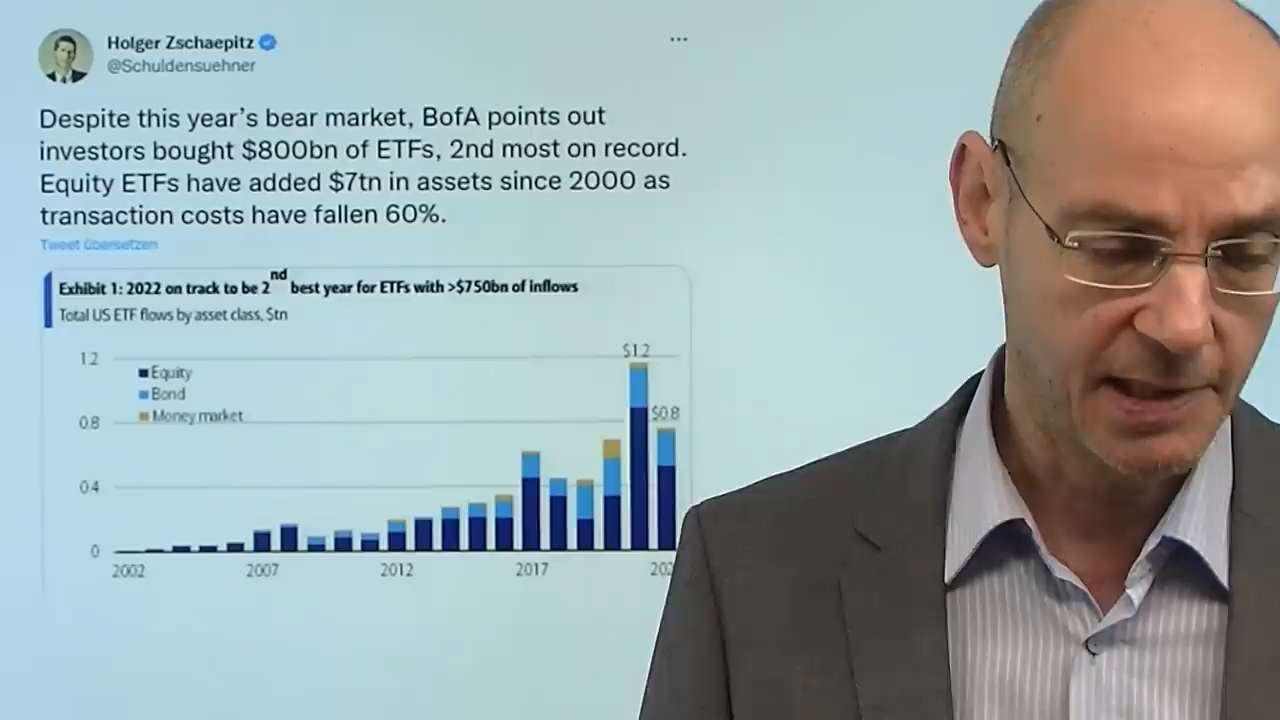 Holger Zschaepitz
@Schuldensuehner
...
Despite this year's bear market, BofA points out
investors bought $800bn of ETFs, 2nd most on record.
Equity ETFs have added $7tn in assets since 2000 as
transaction costs have fallen 60%.
Tweet übersetzen
Exhibit 1: 2022 on track to be 2nd best year for ETFs with >$750bn of inflows
Total US ETF flows by asset class, $tn
$1.2
1.2
Equity
Bond
$0.8
Money market
0.8
0.4
0
2002 2007 2012 2017